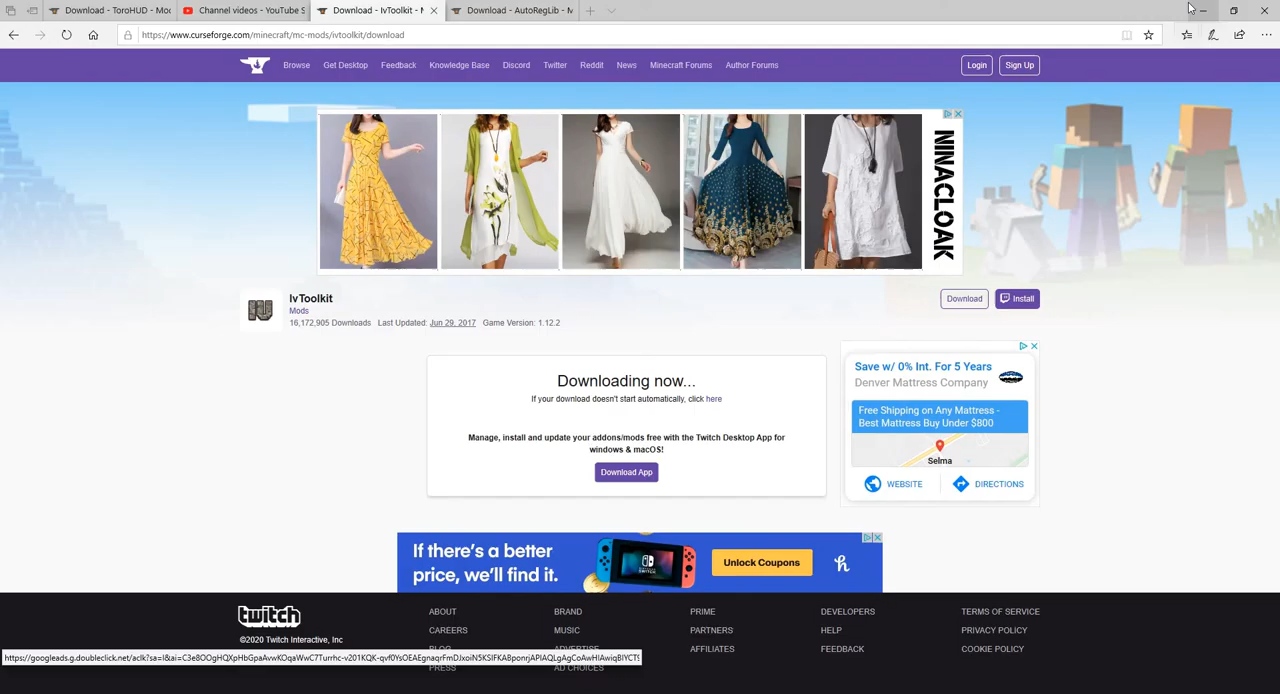 Download - ToroHUD - Mod
Channel videos - YouTube S
Download - IvToolkit - M
Download - AutoRegLib - M
https://www.curseforge.com/minecraft/mc-mods/ivtoolkit/download
Browse Get Desktop Feedback Knowledge Base Discord Twitter Reddit News Minecraft Forums Author Forums Login Sign Up
NINACLOAK
IvToolkit
Mods
16,172,905 Downloads Last Updated: Jun 29, 2017 Game Version: 1.12.2
Download Install
Downloading now...
If your download doesn't start automatically, click here
Manage, install and update your addons/mods free with the Twitch Desktop App for
windows & macOS!
Download App
Save w/ 0% Int. For 5 Years
Denver Mattress Company
Free Shipping on Any Mattress -
Best Mattress Buy Under $800
Selma
WEBSITE DIRECTIONS
If there's a better
price, we'll find it.
Unlock Coupons
h
twitch
©2020 Twitch Interactive, Inc
ABOUT BRAND PRIME DEVELOPERS TERMS OF SERVICE
CAREERS MUSIC PARTNERS HELP PRIVACY POLICY
BLOG ADVERTISE AFFILIATES FEEDBACK COOKIE POLICY
PRESS AD CHOICES